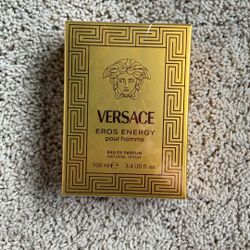 VERSACE
EROS ENERGY
pour homme
EAU DE PARFUM
NATURAL SPRAY
100 ml ℮ 3.4 US fl. oz.